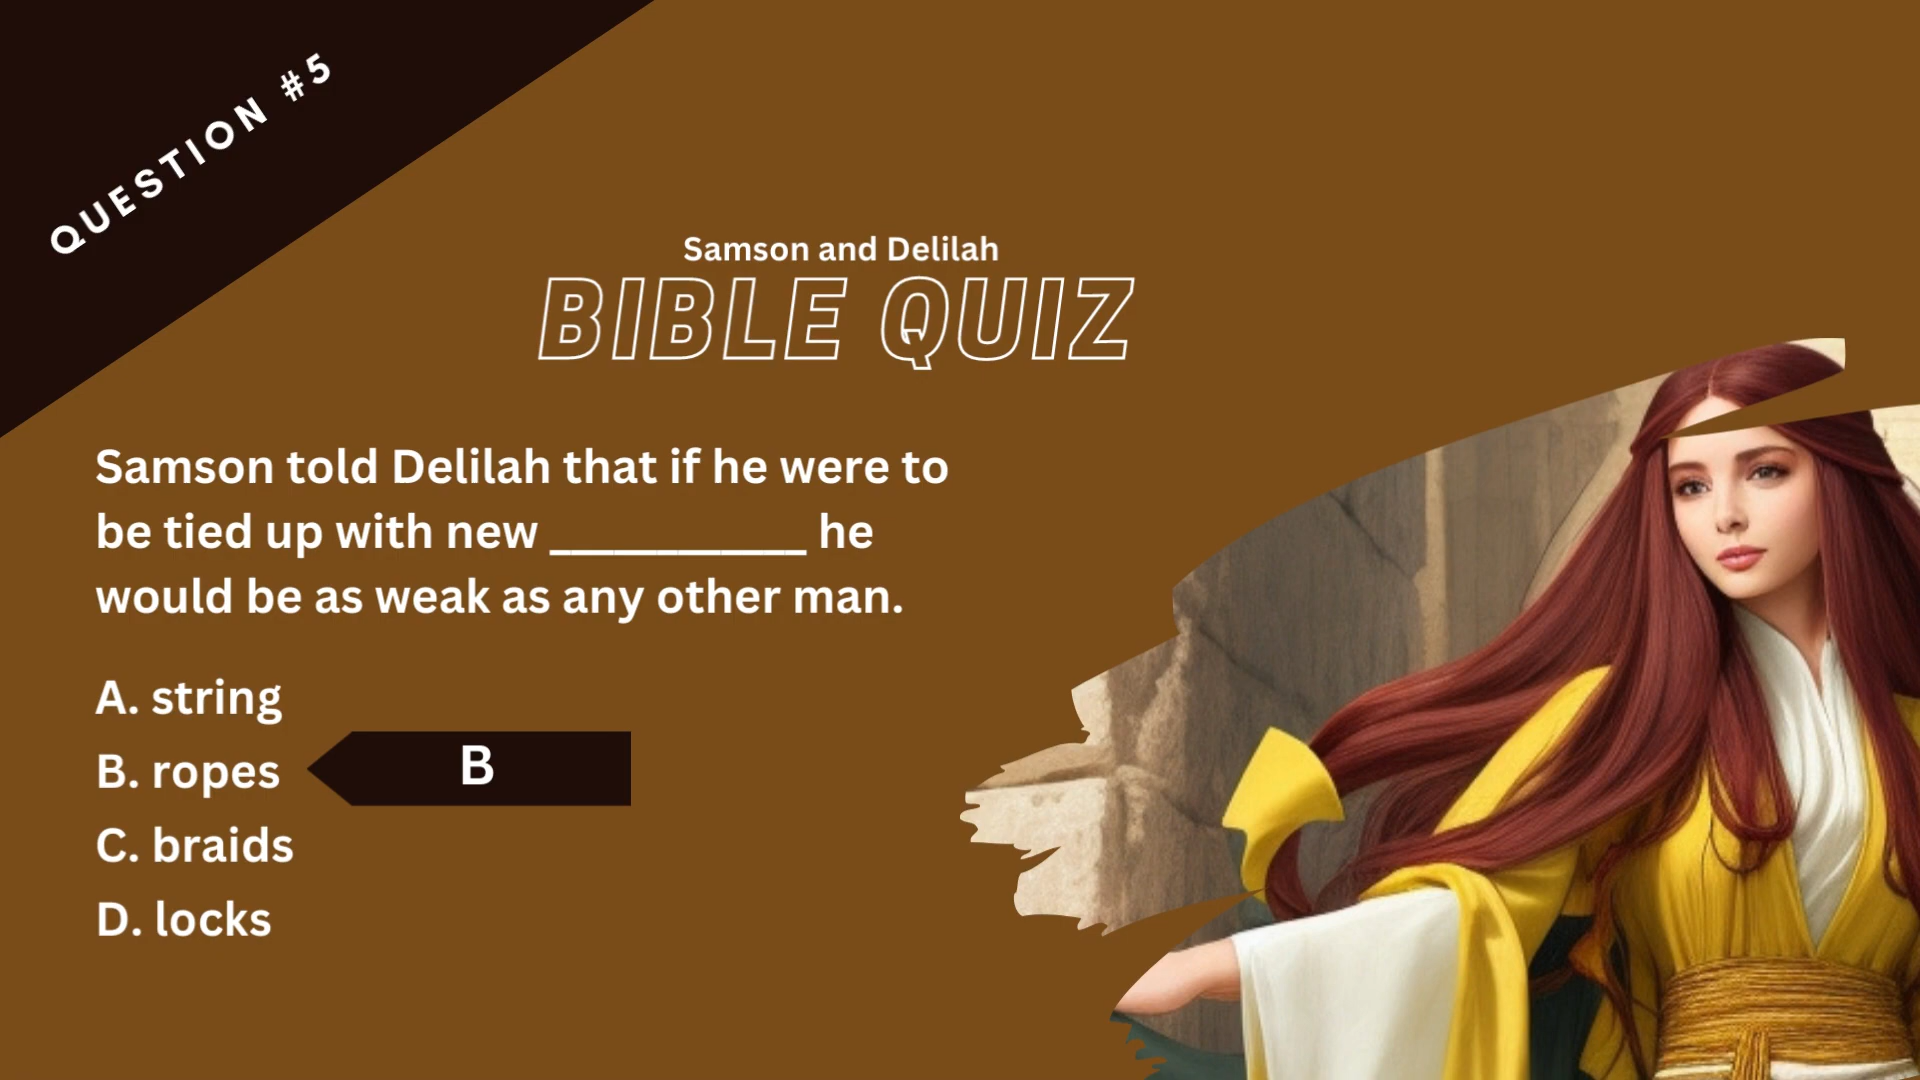 QUESTION #5
Samson and Delilah
BIBLE QUIZ
Samson told Delilah that if he were to
be tied up with new ____________ he
would be as weak as any other man.
A. string
B. ropes
B
C. braids
D. locks